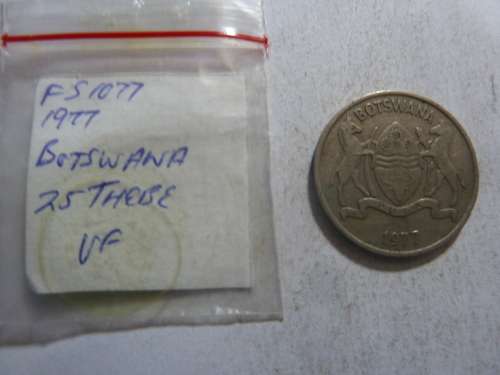 FS1077
1977
BOTSWANA
25 THEBE
VF
BOTSWANA
1977